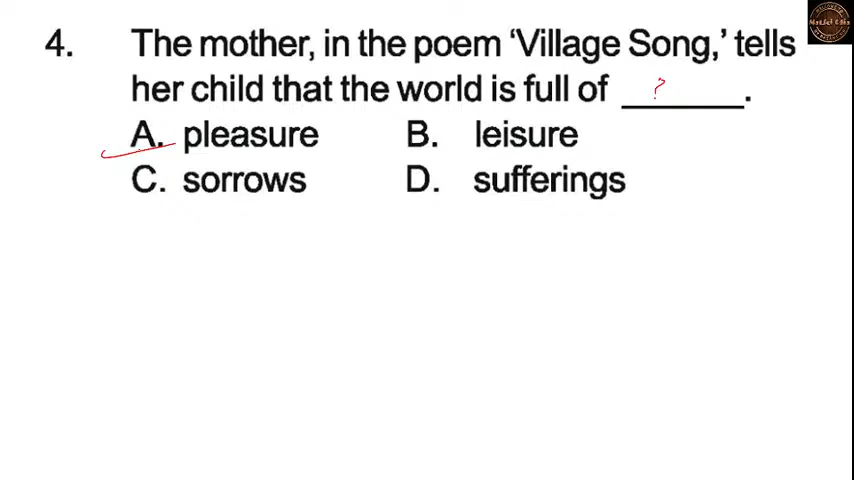 4. The mother, in the poem ‘Village Song,’ tells
her child that the world is full of ______.
?
A. pleasure B. leisure
C. sorrows D. sufferings